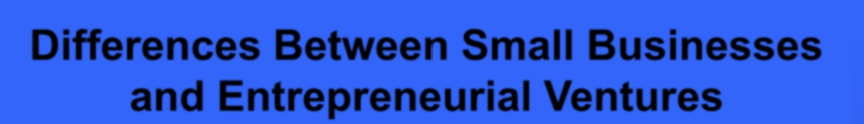 Differences Between Small Businesses
and Entrepreneurial Ventures